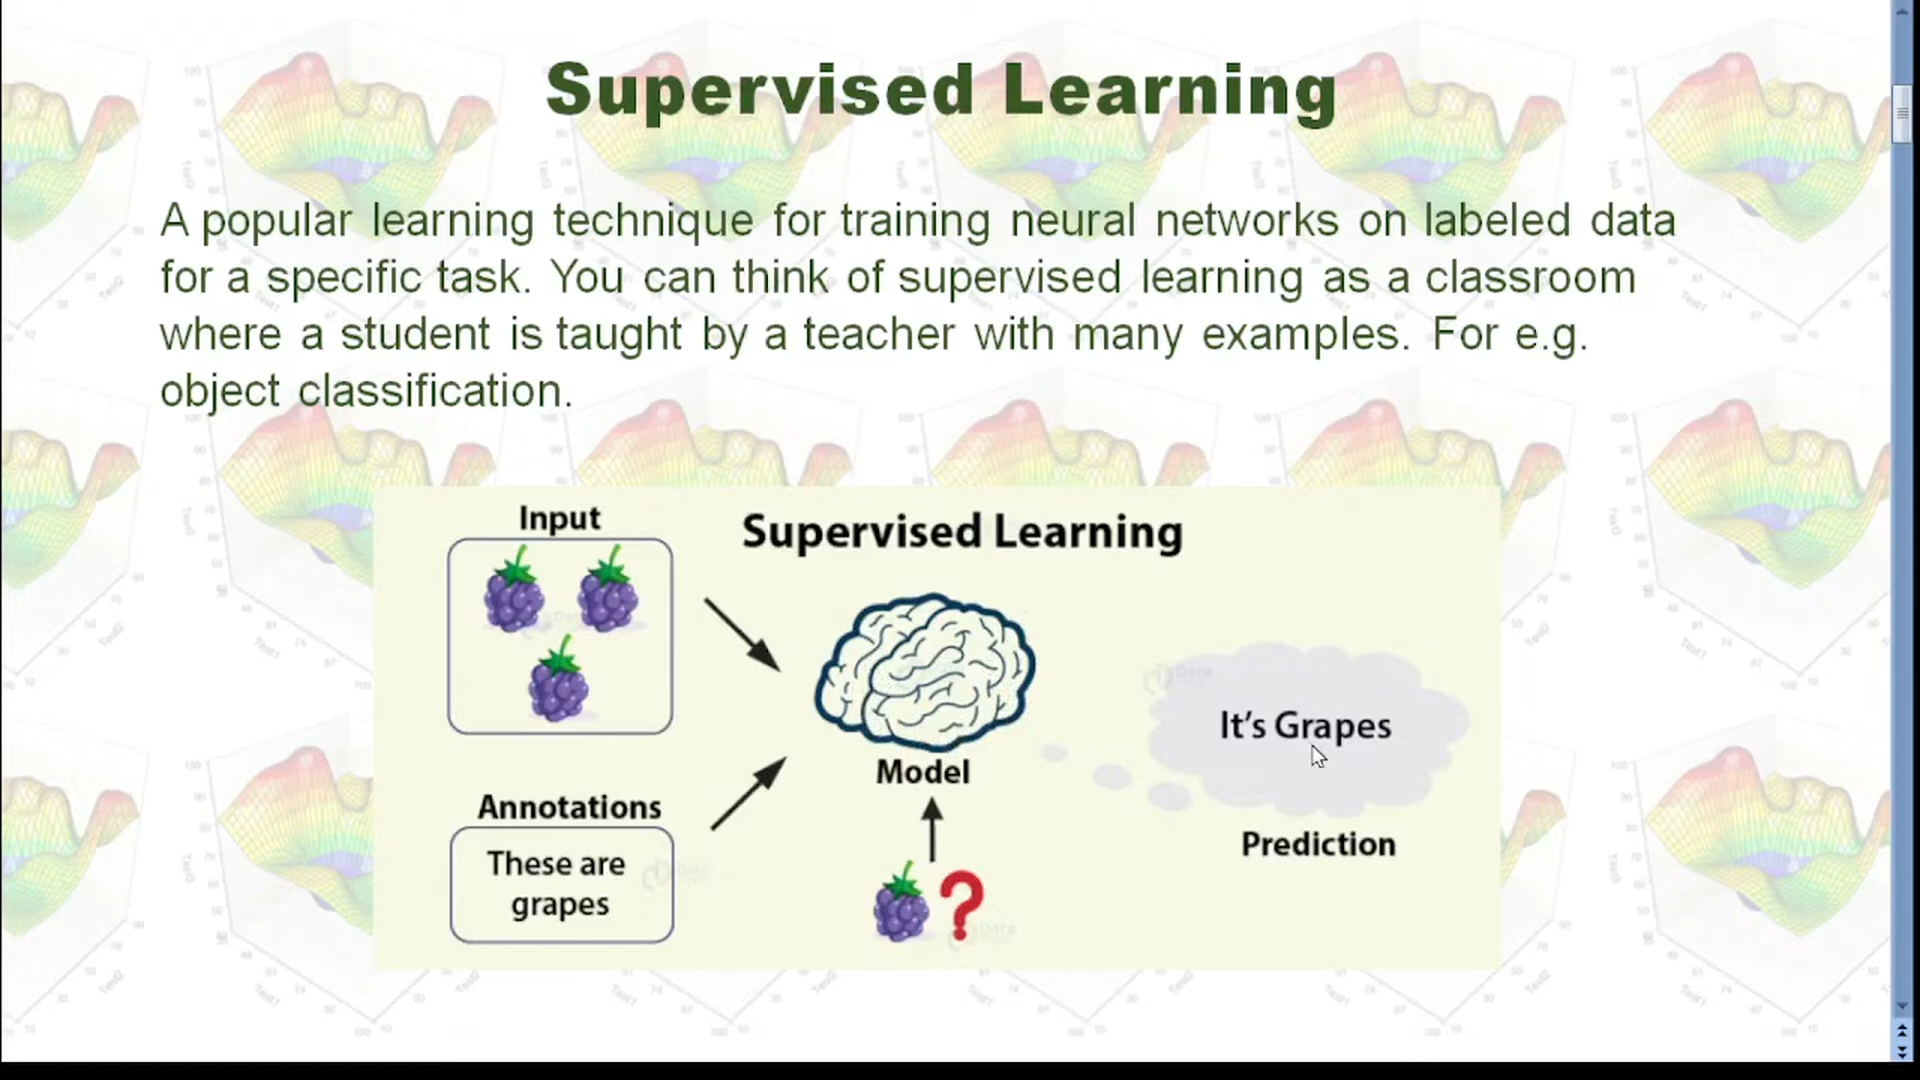 Supervised Learning
A popular learning technique for training neural networks on labeled data
for a specific task. You can think of supervised learning as a classroom
where a student is taught by a teacher with many examples. For e.g.
object classification.
Input
Supervised Learning
Model
It's Grapes
Annotations
These are
grapes
?
Prediction